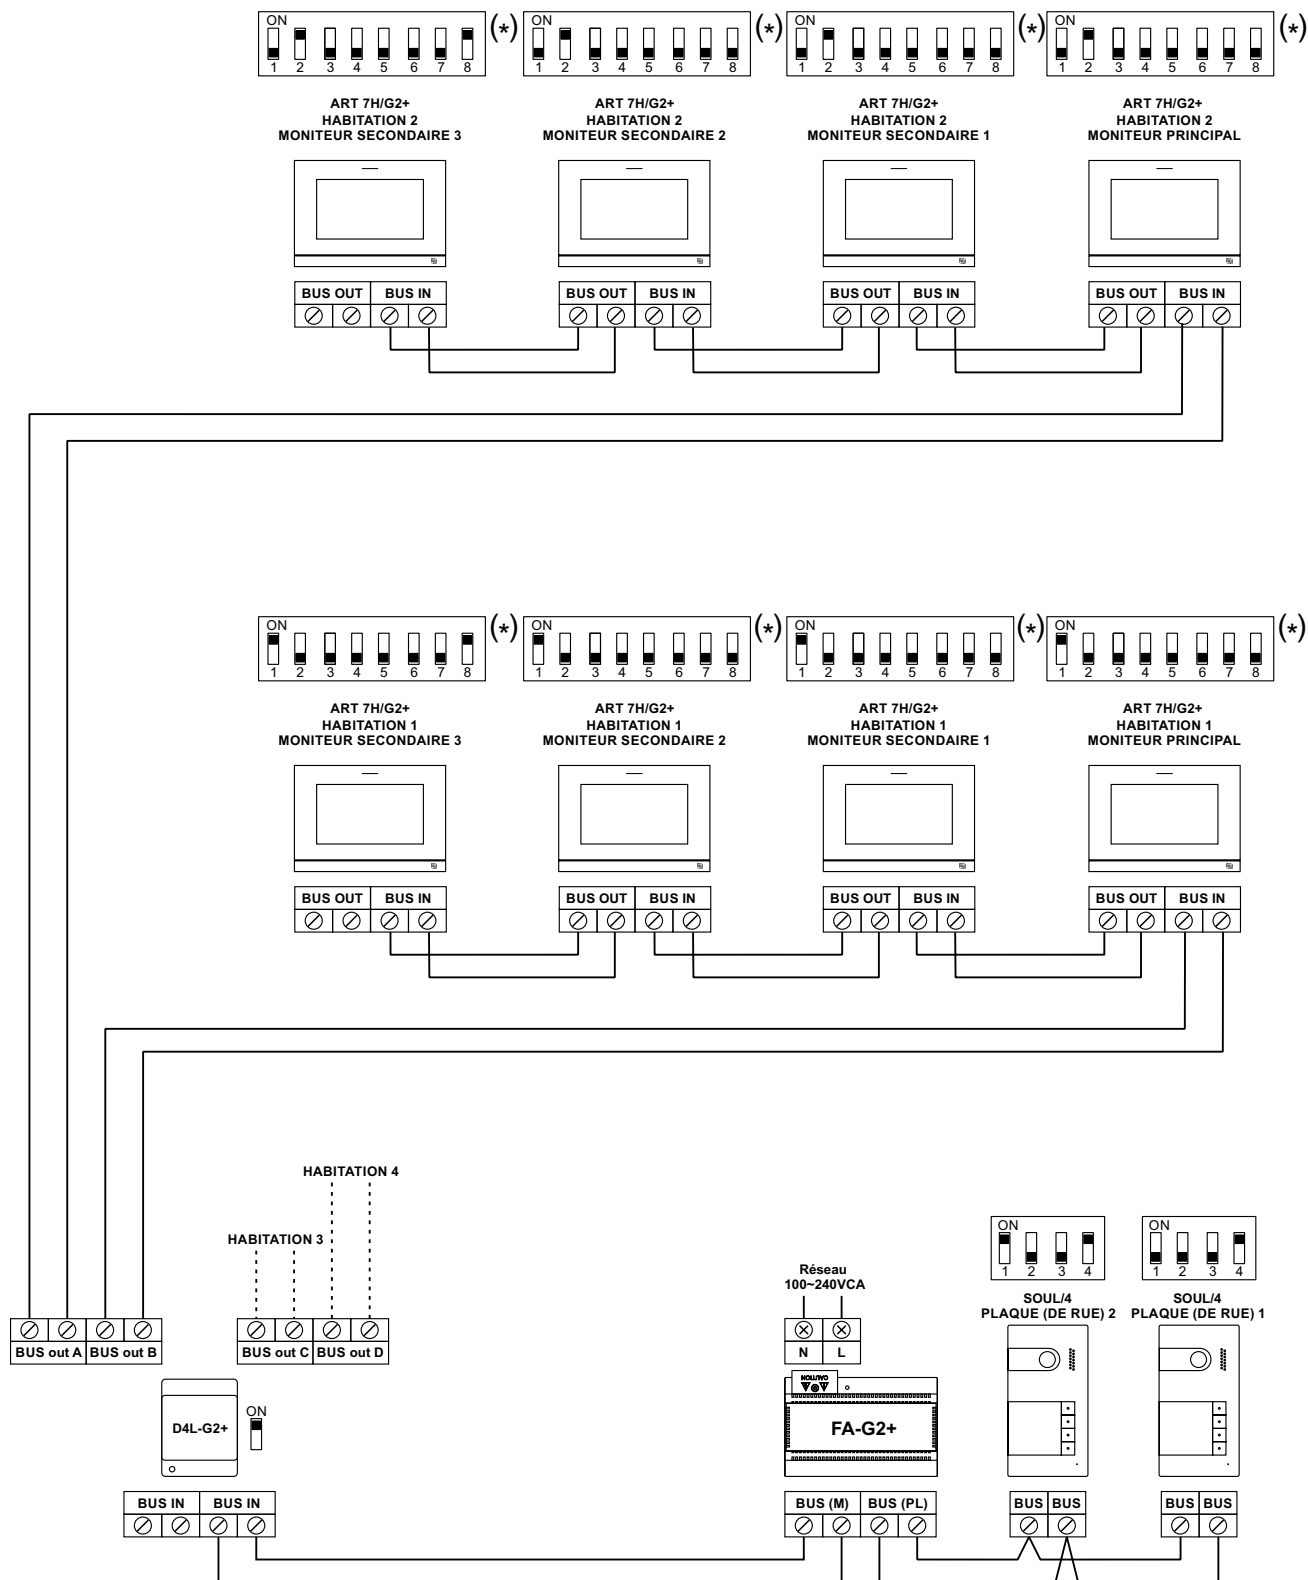 ON (*) ON (*) ON (*) ON (*)
1 2 3 4 5 6 7 8 1 2 3 4 5 6 7 8 1 2 3 4 5 6 7 8 1 2 3 4 5 6 7 8
ART 7H/G2+ ART 7H/G2+ ART 7H/G2+ ART 7H/G2+
HABITATION 2 HABITATION 2 HABITATION 2 HABITATION 2
MONITEUR SECONDAIRE 3 MONITEUR SECONDAIRE 2 MONITEUR SECONDAIRE 1 MONITEUR PRINCIPAL
BUS OUT BUS IN BUS OUT BUS IN BUS OUT BUS IN BUS OUT BUS IN
ON (*) ON (*) ON (*) ON (*)
1 2 3 4 5 6 7 8 1 2 3 4 5 6 7 8 1 2 3 4 5 6 7 8 1 2 3 4 5 6 7 8
ART 7H/G2+ ART 7H/G2+ ART 7H/G2+ ART 7H/G2+
HABITATION 1 HABITATION 1 HABITATION 1 HABITATION 1
MONITEUR SECONDAIRE 3 MONITEUR SECONDAIRE 2 MONITEUR SECONDAIRE 1 MONITEUR PRINCIPAL
BUS OUT BUS IN BUS OUT BUS IN BUS OUT BUS IN BUS OUT BUS IN
HABITATION 4
HABITATION 3
ON ON
1 2 3 4 1 2 3 4
Réseau
100~240VCA
SOUL/4 SOUL/4
PLAQUE (DE RUE) 2 PLAQUE (DE RUE) 1
BUS out A BUS out B BUS out C BUS out D N L
CAUTION
ON
D4L-G2+ FA-G2+
BUS IN BUS IN BUS (M) BUS (PL) BUS BUS BUS BUS